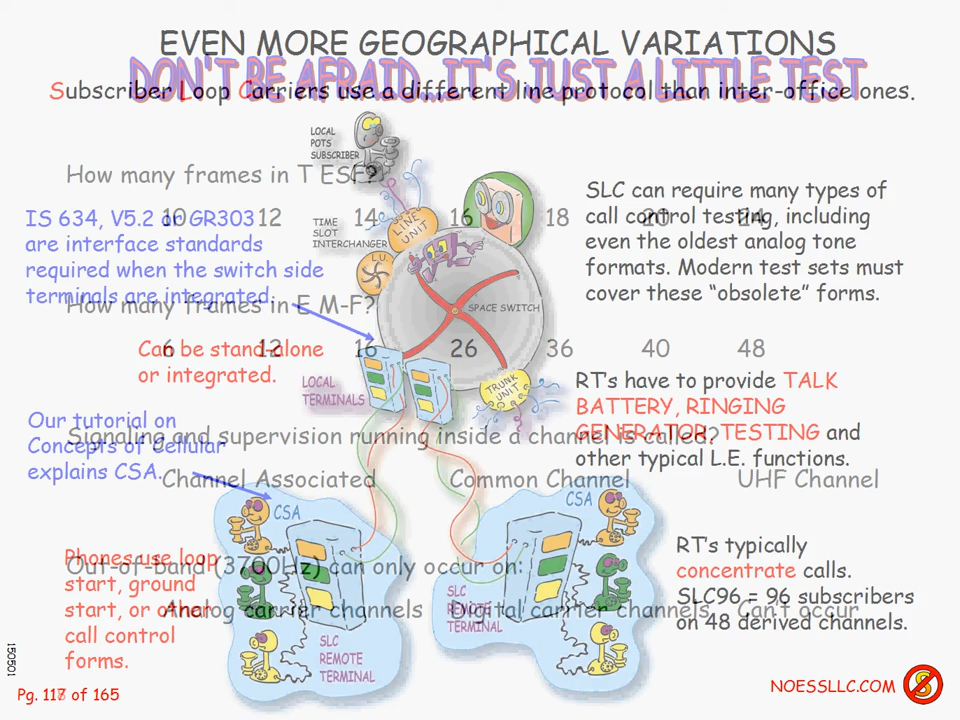 EVEN MORE GEOGRAPHICAL VARIATIONS
DON'T BE AFRAID...IT'S JUST A LITTLE TEST
Subscriber Loop Carriers use a different line protocol than inter-office ones.
LOCAL
POTS
SUBSCRIBER
How many frames in T ESF?
10 12 14 16 18 20 24
IS 634, V5.2 or GR303
are interface standards
required when the switch side
terminals are integrated.
TIME
SLOT
INTERCHANGER
LINE
UNIT
L.U.
SPACE SWITCH
SLC can require many types of
call control testing, including
even the oldest analog tone
formats. Modern test sets must
cover these “obsolete” forms.
How many frames in E M-F?
6 12 16 26 36 40 48
Can be stand-alone
or integrated.
LOCAL
TERMINALS
TRUNK
UNIT
RT's have to provide TALK
BATTERY, RINGING
GENERATOR, TESTING and
other typical L.E. functions.
Our tutorial on
Concepts of Cellular
explains CSA.
Signaling and supervision running inside a channel is called?
Channel Associated Common Channel UHF Channel
CSA
CSA
Phones use loop
start, ground
start, or other
call control
forms.
Out-of-band (3700Hz) can only occur on:
Analog carrier channels Digital carrier channels Can't occur
RT's typically
concentrate calls.
SLC96 = 96 subscribers
on 48 derived channels.
SLC
REMOTE
TERMINAL
SLC
REMOTE
TERMINAL
150501
Pg. of 165
NOESSLLC.COM
S